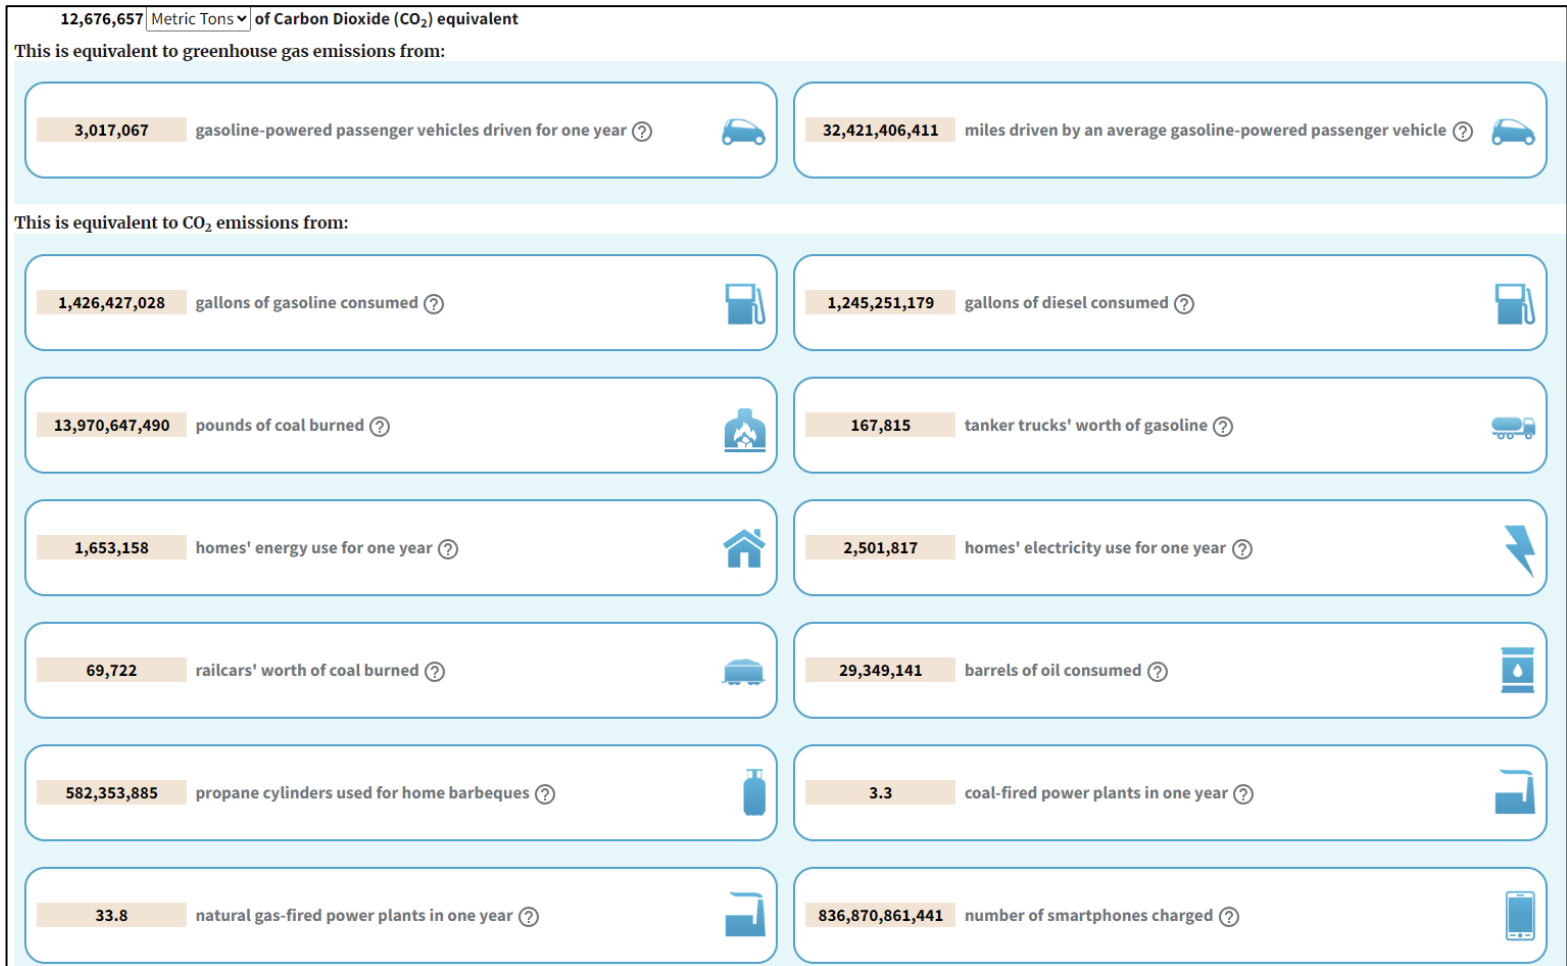 12,676,657 Metric Tons of Carbon Dioxide (CO₂) equivalent
This is equivalent to greenhouse gas emissions from:
3,017,067 gasoline-powered passenger vehicles driven for one year ?
32,421,406,411 miles driven by an average gasoline-powered passenger vehicle ?
This is equivalent to CO₂ emissions from:
1,426,427,028 gallons of gasoline consumed ?
1,245,251,179 gallons of diesel consumed ?
13,970,647,490 pounds of coal burned ?
167,815 tanker trucks' worth of gasoline ?
1,653,158 homes' energy use for one year ?
2,501,817 homes' electricity use for one year ?
69,722 railcars' worth of coal burned ?
29,349,141 barrels of oil consumed ?
582,353,885 propane cylinders used for home barbeques ?
3.3 coal-fired power plants in one year ?
33.8 natural gas-fired power plants in one year ?
836,870,861,441 number of smartphones charged ?